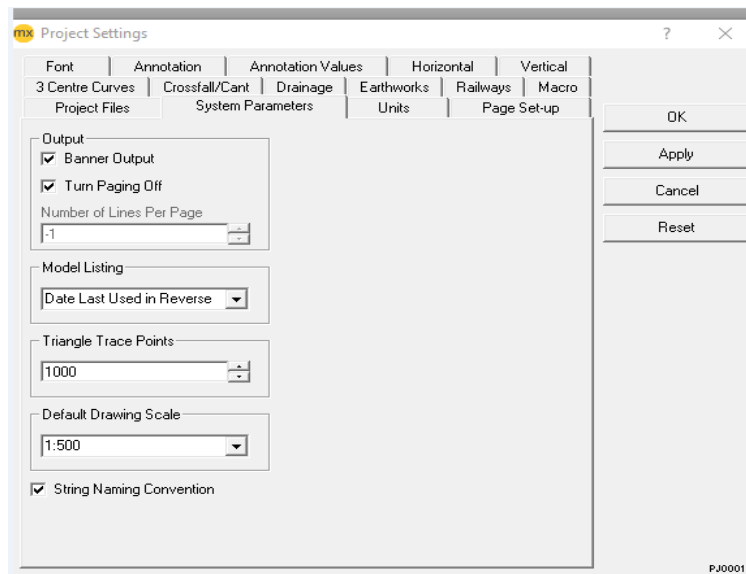 mx Project Settings ? X
Font Annotation Annotation Values Horizontal Vertical
3 Centre Curves Crossfall/Cant Drainage Earthworks Railways Macro
Project Files System Parameters Units Page Set-up
OK
Apply
Cancel
Reset
Output
Banner Output
Turn Paging Off
Number of Lines Per Page
-1
Model Listing
Date Last Used in Reverse
Triangle Trace Points
1000
Default Drawing Scale
1:500
String Naming Convention
PJ0001